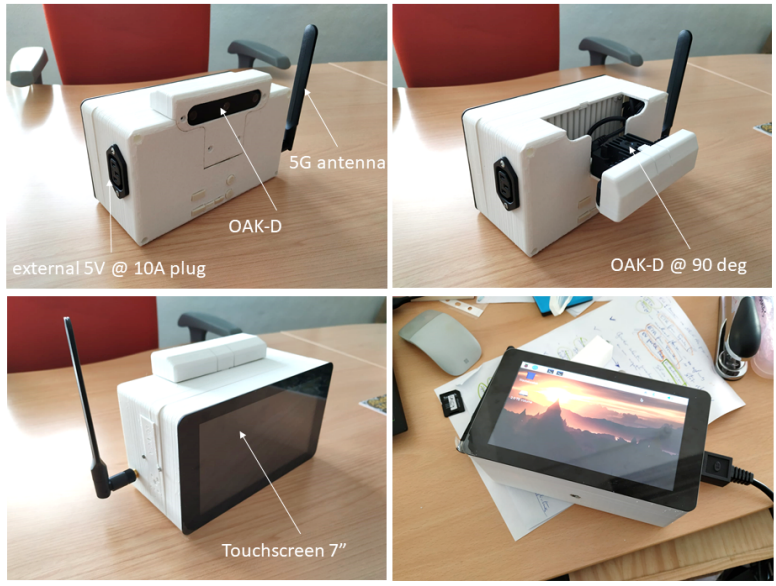 5G antenna
OAK-D
external 5V @ 10A plug
OAK-D @ 90 deg
Touchscreen 7”